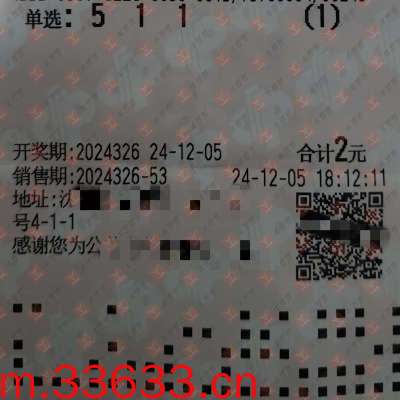 单选: 5 1 1 (1)
开奖期:2024326 24-12-05 合计2元
销售期:2024326-53 24-12-05 18:12:11
地址:
号4-1-1
感谢您为
m.33633.cn